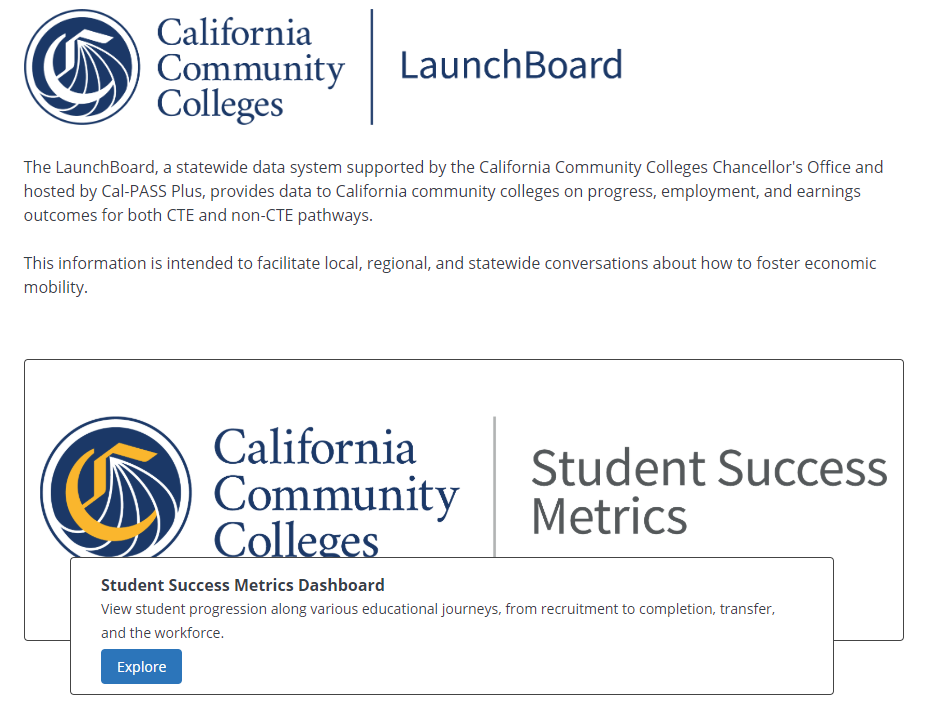 California
Community
Colleges
LaunchBoard
The LaunchBoard, a statewide data system supported by the California Community Colleges Chancellor's Office and
hosted by Cal-PASS Plus, provides data to California community colleges on progress, employment, and earnings
outcomes for both CTE and non-CTE pathways.
This information is intended to facilitate local, regional, and statewide conversations about how to foster economic
mobility.
California
Community
Colleges
Student Success
Metrics
Student Success Metrics Dashboard
View student progression along various educational journeys, from recruitment to completion, transfer,
and the workforce.
Explore